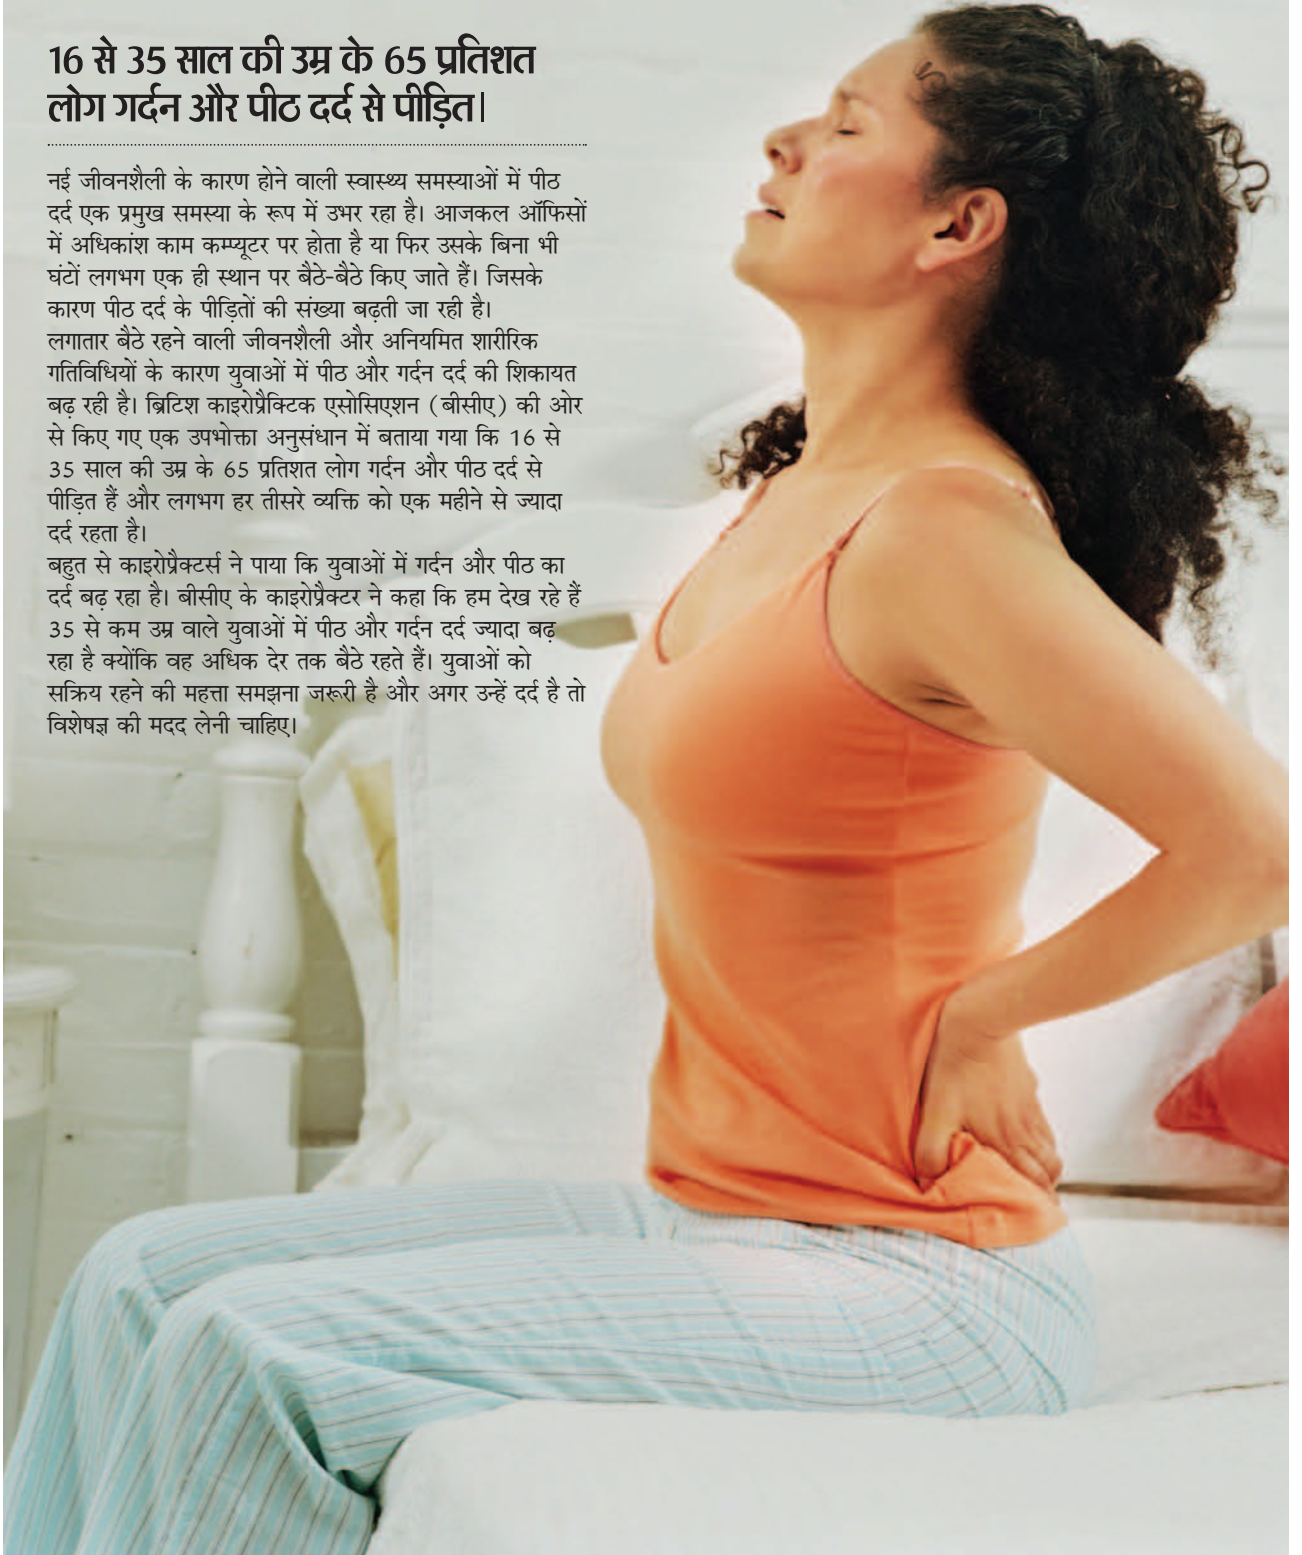 16 से 35 साल की उम्र के 65 प्रतिशत
लोग गर्दन और पीठ दर्द से पीड़ित।
नई जीवनशैली के कारण होने वाली स्वास्थ्य समस्याओं में पीठ
दर्द एक प्रमुख समस्या के रूप में उभर रहा है। आजकल ऑफिसों
में अधिकांश काम कम्प्यूटर पर होता है या फिर उसके बिना भी
घंटों लगभग एक ही स्थान पर बैठे-बैठे किए जाते हैं। जिसके
कारण पीठ दर्द के पीड़ितों की संख्या बढ़ती जा रही है।
लगातार बैठे रहने वाली जीवनशैली और अनियमित शारीरिक
गतिविधियों के कारण युवाओं में पीठ और गर्दन दर्द की शिकायत
बढ़ रही है। ब्रिटिश काइरोप्रैक्टिक एसोसिएशन (बीसीए) की ओर
से किए गए एक उपभोक्ता अनुसंधान में बताया गया कि 16 से
35 साल की उम्र के 65 प्रतिशत लोग गर्दन और पीठ दर्द से
पीड़ित हैं और लगभग हर तीसरे व्यक्ति को एक महीने से ज्यादा
दर्द रहता है।
बहुत से काइरोप्रैक्टर्स ने पाया कि युवाओं में गर्दन और पीठ का
दर्द बढ़ रहा है। बीसीए के काइरोप्रैक्टर ने कहा कि हम देख रहे हैं
35 से कम उम्र वाले युवाओं में पीठ और गर्दन दर्द ज्यादा बढ़
रहा है क्योंकि वह अधिक देर तक बैठे रहते हैं। युवाओं को
सक्रिय रहने की महत्ता समझना जरूरी है और अगर उन्हें दर्द है तो
विशेषज्ञ की मदद लेनी चाहिए।